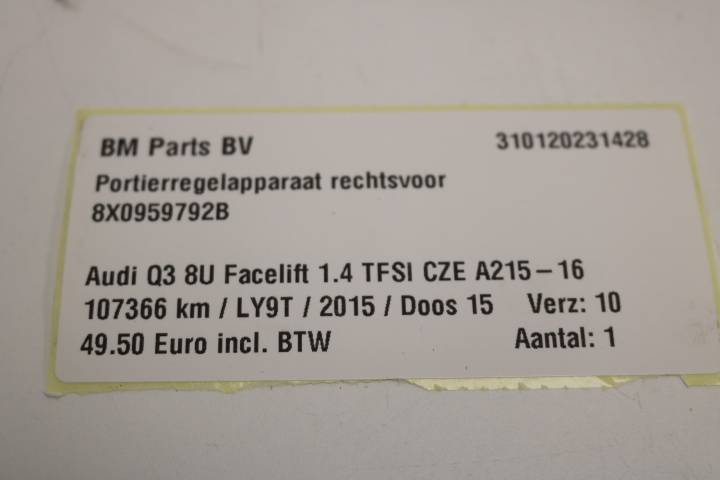 BM Parts BV 310120231428
Portierregelapparaat rechtsvoor
8X0959792B
Audi Q3 8U Facelift 1.4 TFSI CZE A215-16
107366 km / LY9T / 2015 / Doos 15 Verz: 10
49.50 Euro incl. BTW Aantal: 1